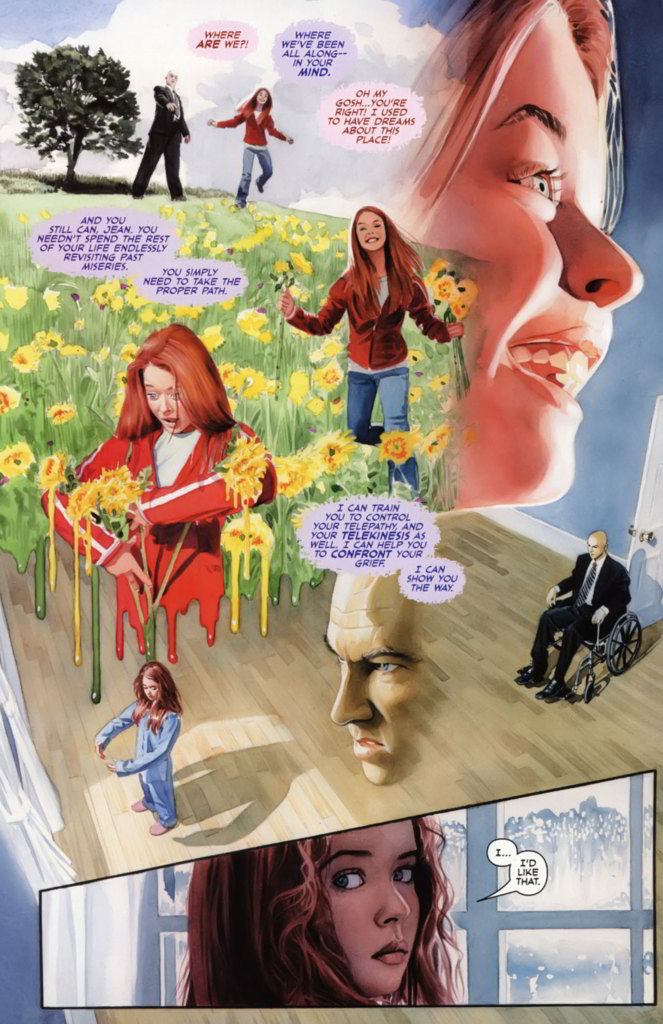 WHERE
ARE WE?!
WHERE
WE'VE BEEN
ALL ALONG--
IN YOUR
MIND.
OH MY
GOSH...YOU'RE
RIGHT! I USED
TO HAVE DREAMS
ABOUT THIS
PLACE!
AND YOU
STILL CAN, JEAN. YOU
NEEDN'T SPEND THE REST
OF YOUR LIFE ENDLESSLY
REVISITING PAST
MISERIES.
YOU SIMPLY
NEED TO TAKE THE
PROPER PATH.
I CAN TRAIN
YOU TO CONTROL
YOUR TELEPATHY, AND
YOUR TELEKINESIS AS
WELL. I CAN HELP YOU
TO CONFRONT YOUR
GRIEF.
I CAN
SHOW YOU
THE WAY.
I...
I'D
LIKE
THAT.